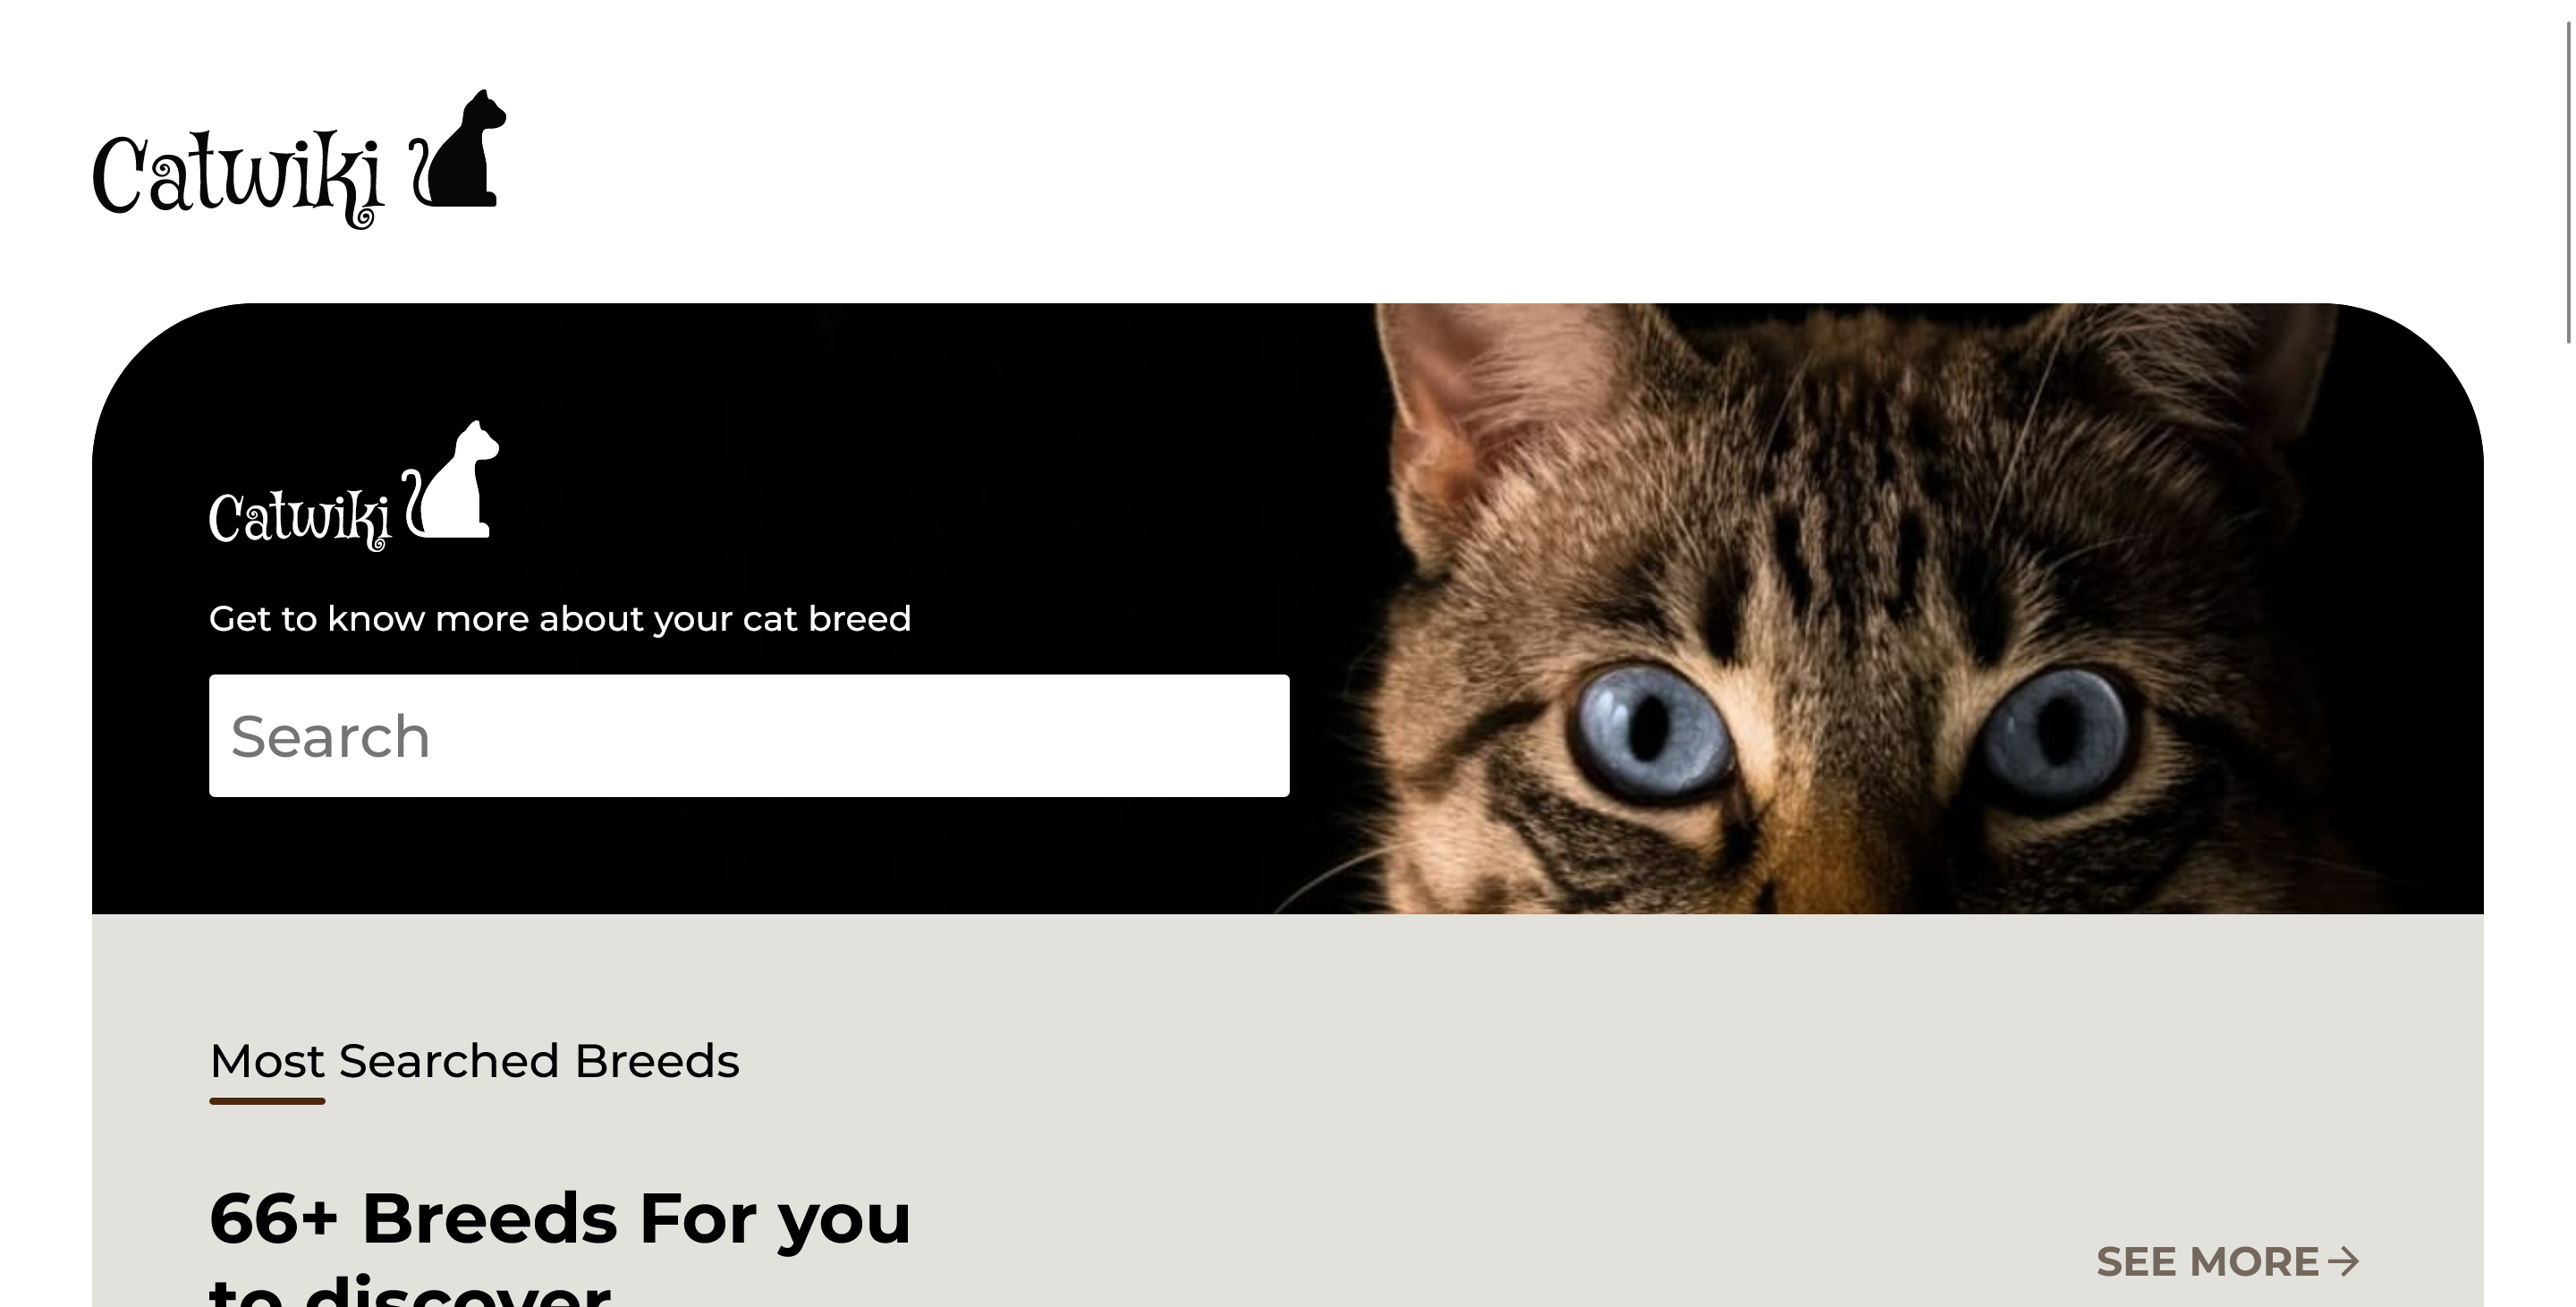 Catwiki
Catwiki
Get to know more about your cat breed
Search
Most Searched Breeds
66+ Breeds For you
to discover
SEE MORE